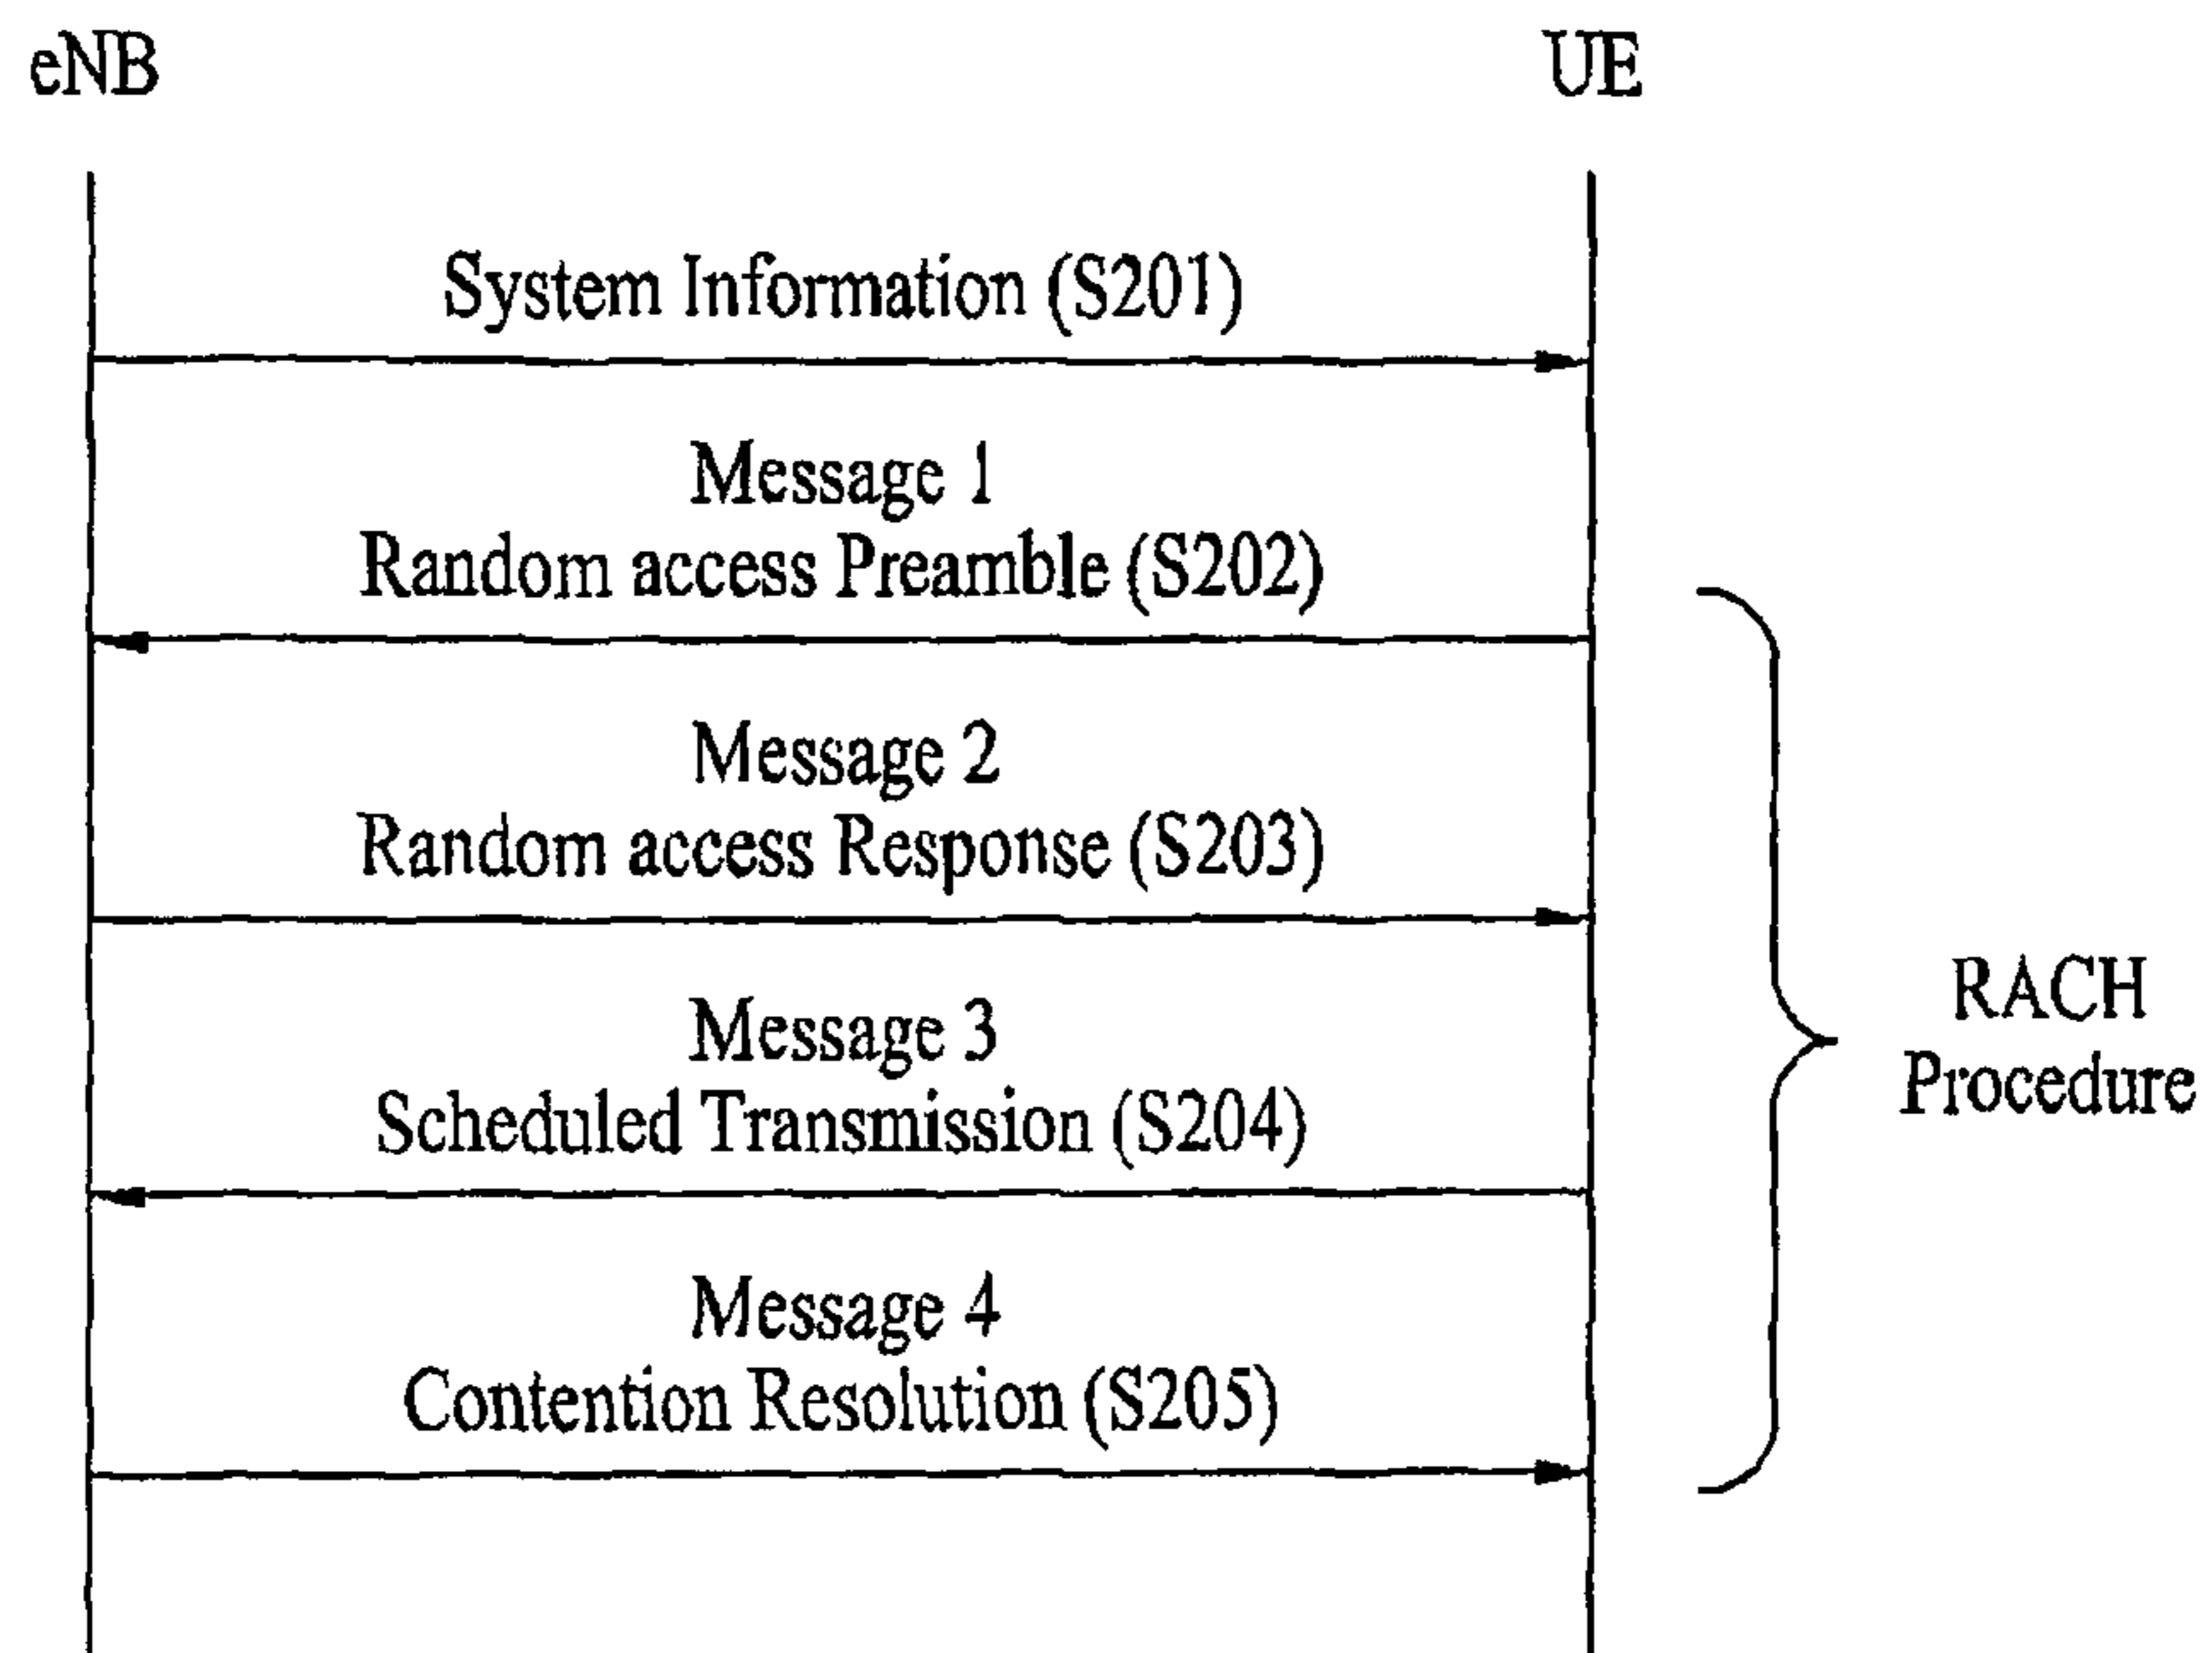 eNB
UE
System Information (S201)
Message 1
Random access Preamble (S202)
Message 2
Random access Response (S203)
Message 3
Scheduled Transmission (S204)
Message 4
Contention Resolution (S205)
RACH
Procedure